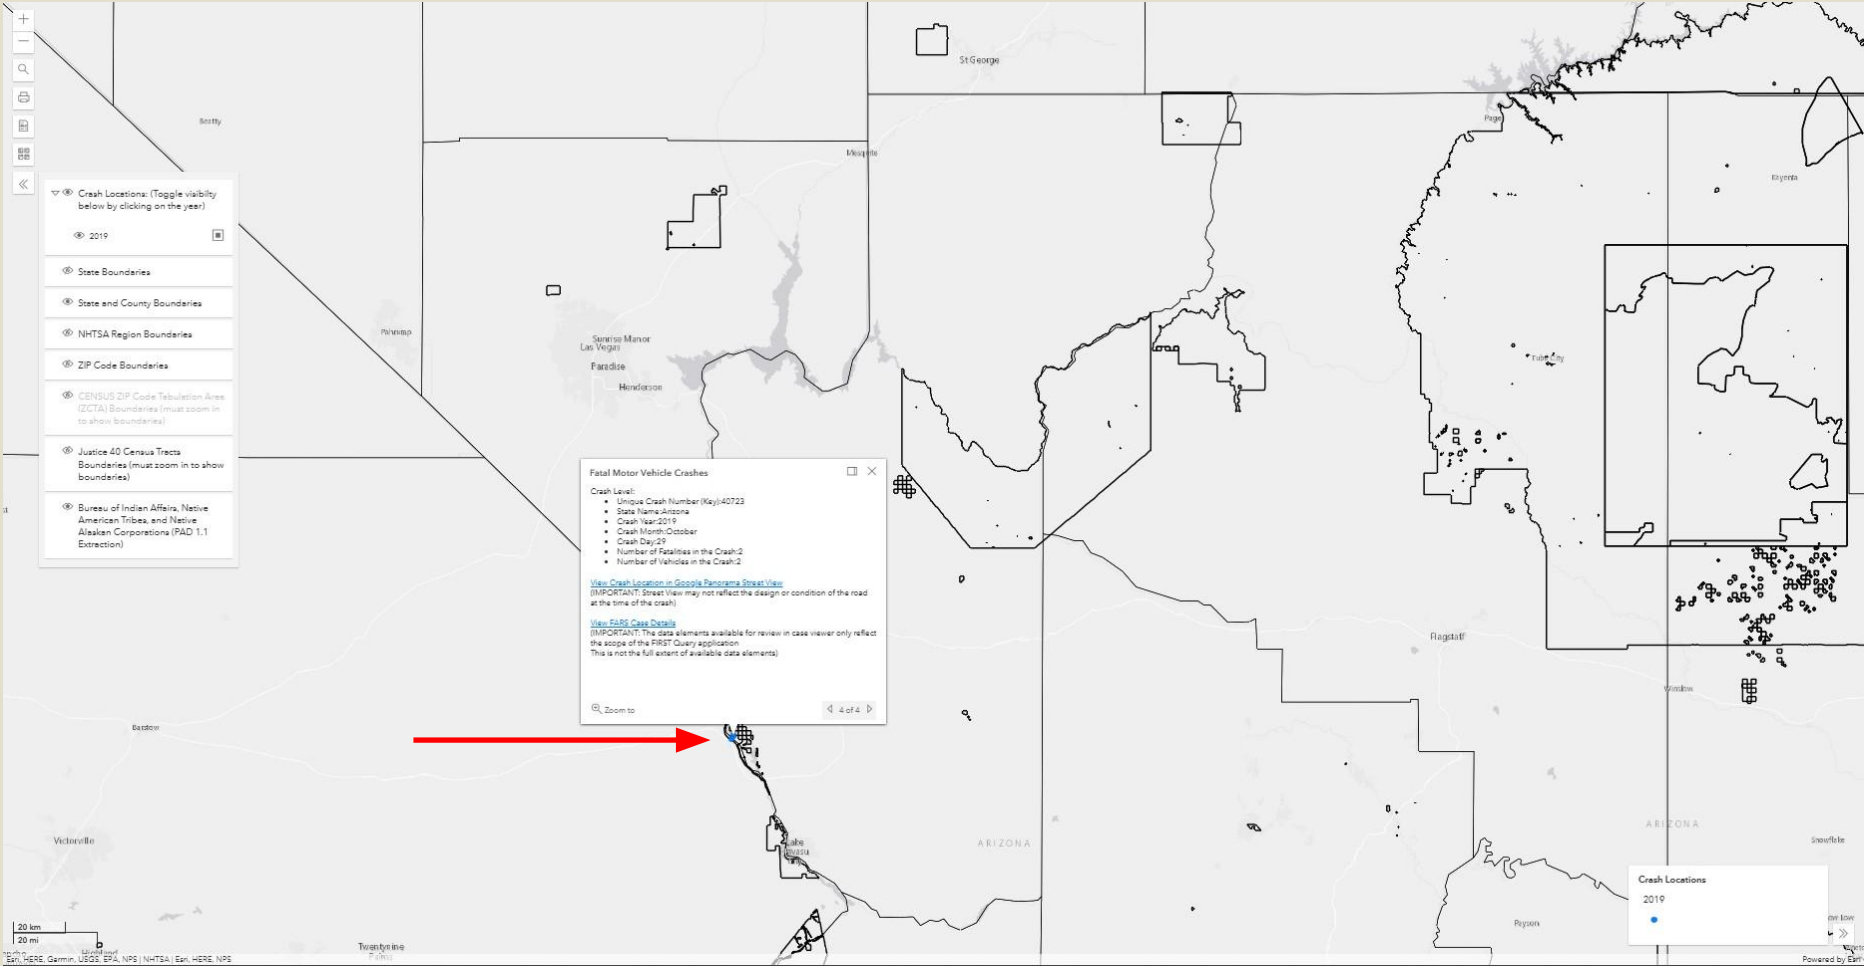 St George
Beatty
Page
Mesquite
Kayenta
Crash Locations: (Toggle visibilty
below by clicking on the year)
2019
State Boundaries
State and County Boundaries
NHTSA Region Boundaries
ZIP Code Boundaries
CENSUS ZIP Code Tabulation Area
(ZCTA) Boundaries (must zoom in
to show boundaries)
Justice 40 Census Tracts
Boundaries (must zoom in to show
boundaries)
Bureau of Indian Affairs, Native
American Tribes, and Native
Alaskan Corporations (PAD 1.1
Extraction)
Pahrump
Sunrise Manor
Las Vegas
Paradise
Henderson
Tuba City
Fatal Motor Vehicle Crashes
Crash Level:
Unique Crash Number (Key):40723
State Name:Arizona
Crash Year:2019
Crash Month:October
Crash Day:29
Number of Fatalities in the Crash:2
Number of Vehicles in the Crash:2
View Crash Location in Google Panorama Street View
(IMPORTANT: Street View may not reflect the design or condition of the road
at the time of the crash)
View FARS Case Details
(IMPORTANT: The data elements available for review in case viewer only reflect
the scope of the FIRST Query application
This is not the full extent of available data elements)
Zoom to
4 of 4
Flagstaff
Winslow
Barstow
Victorville
Lake
ARIZONA
ARIZONA
Snowflake
Crash Locations
2019
Payson
20 km
20 mi
Twentynine
Palms
Esri, HERE, Garmin, USGS, EPA, NPS | NHTSA | Esri, HERE, NPS
Powered by Esri